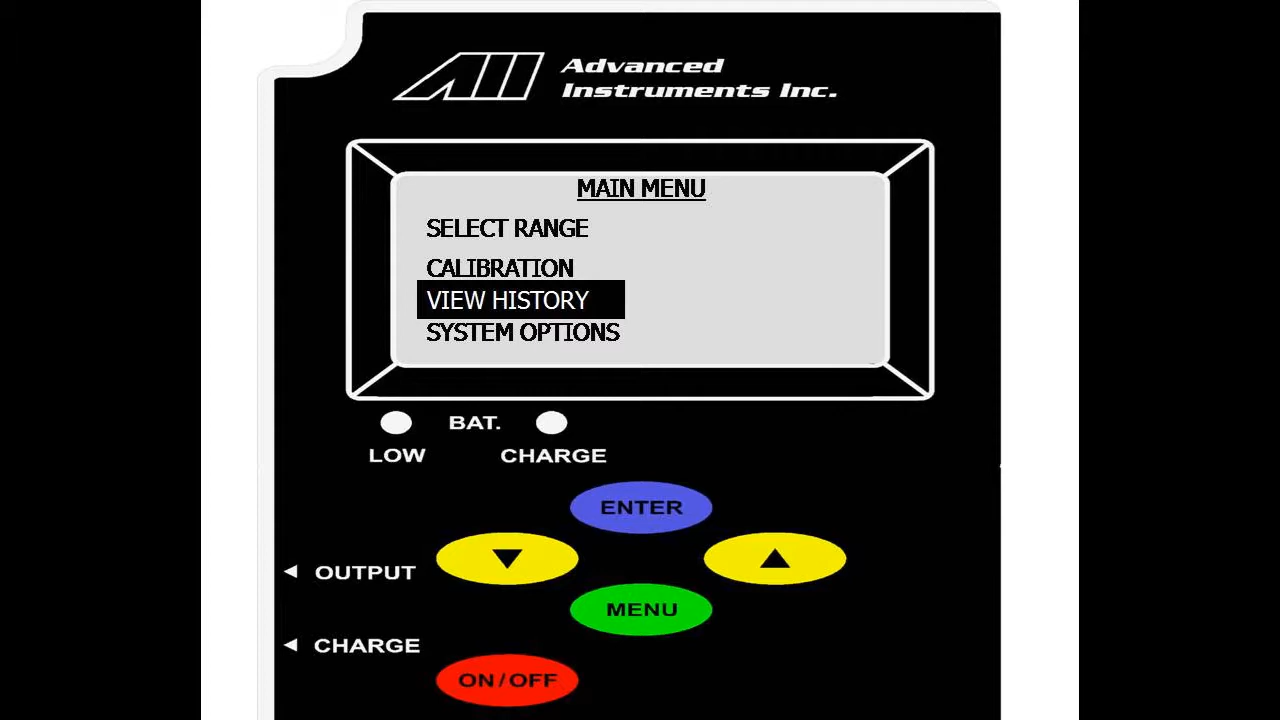 Advanced
Instruments Inc.
MAIN MENU
SELECT RANGE
CALIBRATION
VIEW HISTORY
SYSTEM OPTIONS
BAT.
LOW
CHARGE
ENTER
OUTPUT
MENU
CHARGE
ON/OFF